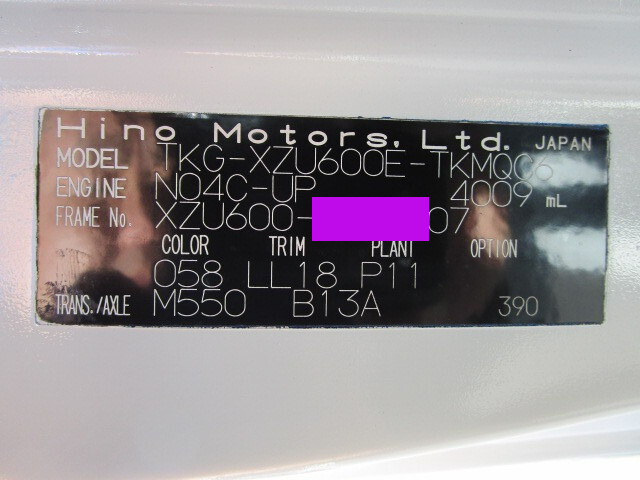 Hino Motors, Ltd. JAPAN
MODEL TKG-XZU600E-TKMQC6
ENGINE N04C-UP 4009 mL
FRAME No. XZU600- 07
COLOR TRIM PLANT OPTION
058 LL18 P11
TRANS./AXLE M550 B13A 390